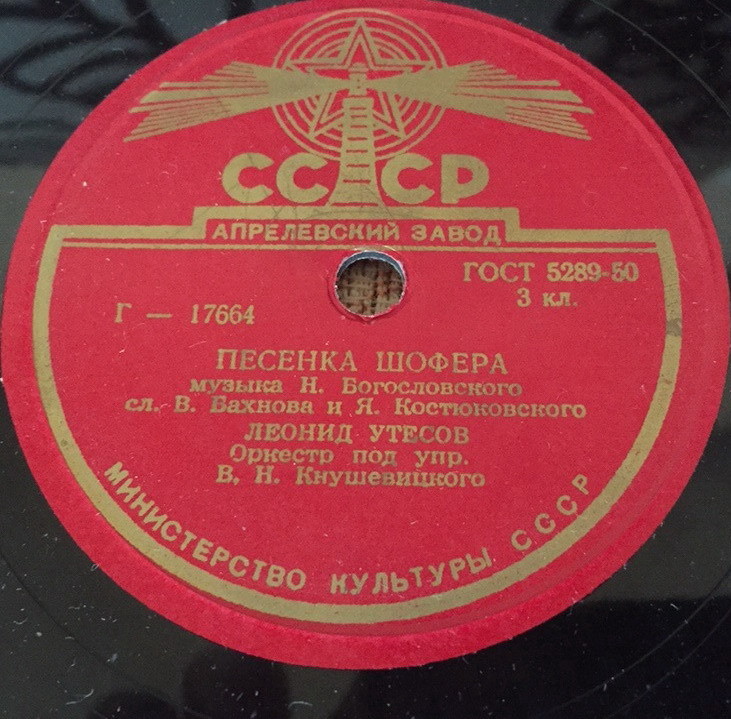 СССР
АПРЕЛЕВСКИЙ ЗАВОД
ГОСТ 5289-50
3 кл.
Г — 17664
ПЕСЕНКА ШОФЕРА
музыка Н. Богословского
сл. В. Бахнова и Я. Костюковского
ЛЕОНИД УТЕСОВ
Оркестр под упр.
В. Н. Кнушевицкого
МИНИСТЕРСТВО КУЛЬТУРЫ СССР